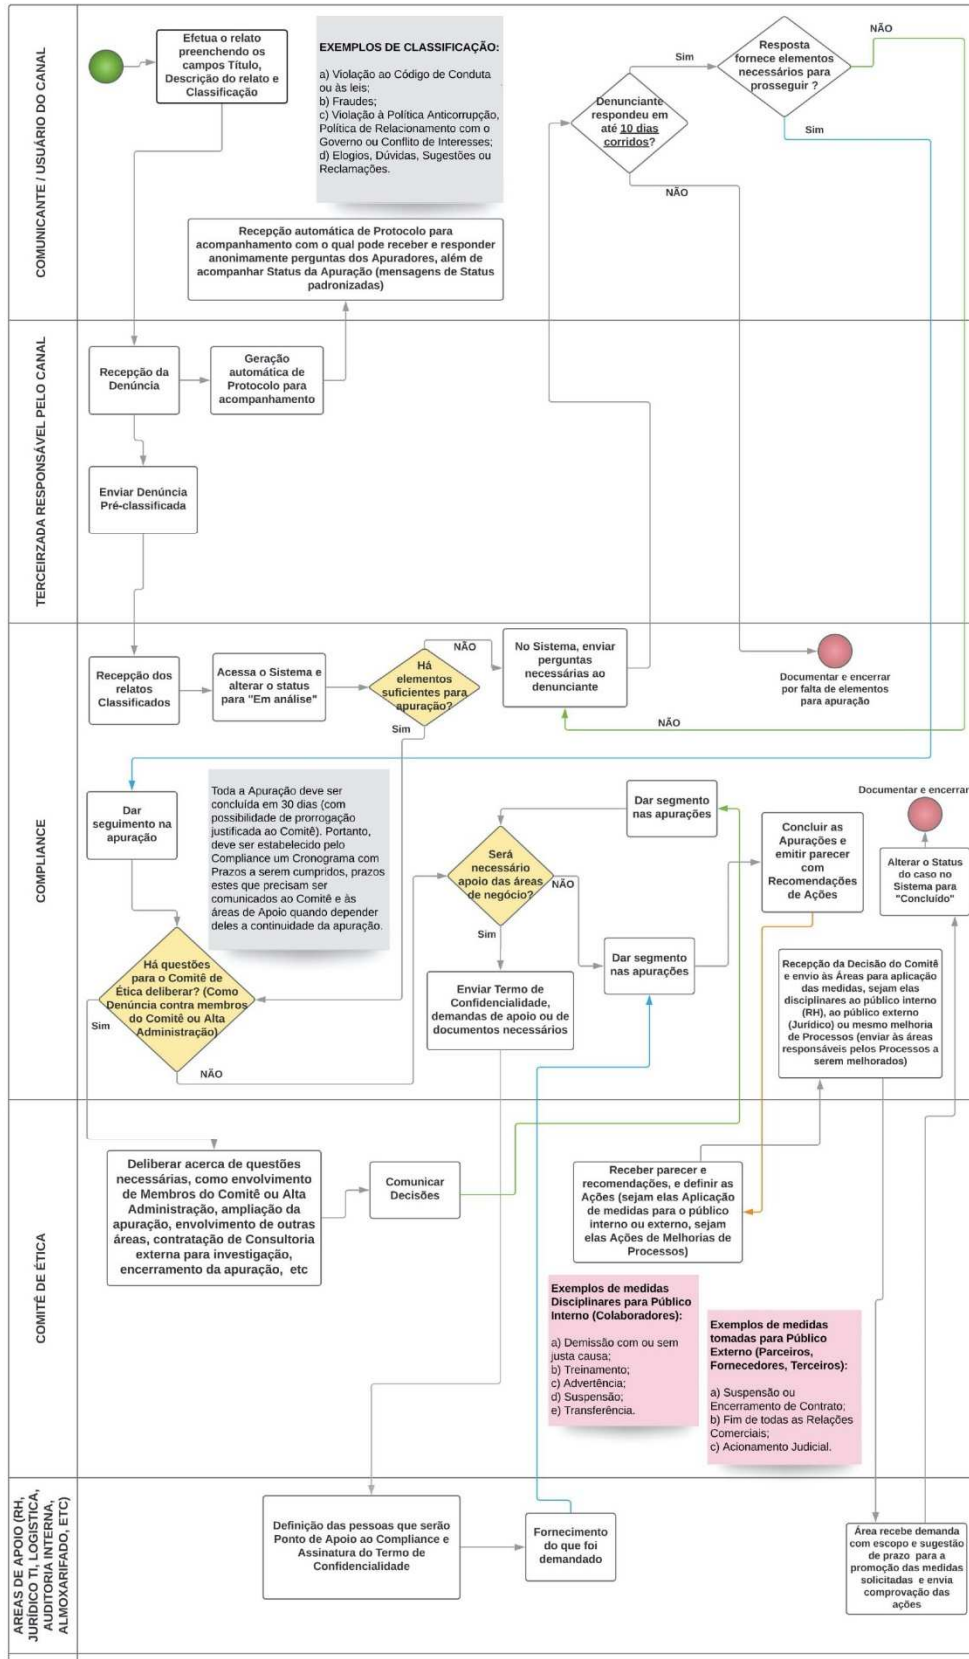 COMUNICANTE / USUÁRIO DO CANAL
Efetua o relato
preenchendo os
campos Título,
Descrição do relato e
Classificação
EXEMPLOS DE CLASSIFICAÇÃO:
a) Violação ao Código de Conduta
ou às leis;
b) Fraudes;
c) Violação à Política Anticorrupção,
Política de Relacionamento com o
Governo ou Conflito de Interesses;
d) Elogios, Dúvidas, Sugestões ou
Reclamações.
Denunciante
respondeu em
até 10 dias
corridos?
Sim
NÃO
Resposta
fornece elementos
necessários para
prosseguir ?
NÃO
Sim
Recepção automática de Protocolo para
acompanhamento com o qual pode receber e responder
anonimamente perguntas dos Apuradores, além de
acompanhar Status da Apuração (mensagens de Status
padronizadas)
TERCEIRZADA RESPONSÁVEL PELO CANAL
Recepção da
Denúncia
Geração
automática de
Protocolo para
acompanhamento
Enviar Denúncia
Pré-classificada
COMPLIANCE
Recepção dos
relatos
Classificados
Acessa o Sistema e
alterar o status
para "Em análise"
Há
elementos
suficientes para
apuração?
NÃO
Sim
No Sistema, enviar
perguntas
necessárias ao
denunciante
Documentar e encerrar
por falta de elementos
para apuração
NÃO
Dar
seguimento na
apuração
Toda a Apuração deve ser
concluída em 30 dias (com
possibilidade de prorrogação
justificada ao Comitê). Portanto,
deve ser estabelecido pelo
Compliance um Cronograma com
Prazos a serem cumpridos, prazos
estes que precisam ser
comunicados ao Comitê e às
áreas de Apoio quando depender
deles a continuidade da apuração.
Dar segmento
nas apurações
Será
necessário
apoio das áreas
de negócio?
NÃO
Sim
Concluir as
Apurações e
emitir parecer
com
Recomendações
de Ações
Documentar e encerrar
Alterar o Status
do caso no
Sistema para
"Concluído"
Há questões
para o Comitê de
Ética deliberar? (Como
Denúncia contra membros
do Comitê ou Alta
Administração)
Sim
NÃO
Dar segmento
nas apurações
Enviar Termo de
Confidencialidade,
demandas de apoio ou de
documentos necessários
Recepção da Decisão do Comitê
e envio às Áreas para aplicação
das medidas, sejam elas
disciplinares ao público interno
(RH), ao público externo
(Jurídico) ou mesmo melhoria
de Processos (enviar às áreas
responsáveis pelos Processos a
serem melhorados)
COMITÊ DE ÉTICA
Deliberar acerca de questões
necessárias, como envolvimento
de Membros do Comitê ou Alta
Administração, ampliação da
apuração, envolvimento de outras
áreas, contratação de Consultoria
externa para investigação,
encerramento da apuração, etc
Comunicar
Decisões
Receber parecer e
recomendações, e definir as
Ações (sejam elas Aplicação
de medidas para o público
interno ou externo, sejam
elas Ações de Melhorias de
Processos)
Exemplos de medidas
Disciplinares para Público
Interno (Colaboradores):
a) Demissão com ou sem
justa causa;
b) Treinamento;
c) Advertência;
d) Suspensão;
e) Transferência.
Exemplos de medidas
tomadas para Público
Externo (Parceiros,
Fornecedores, Terceiros):
a) Suspensão ou
Encerramento de Contrato;
b) Fim de todas as Relações
Comerciais;
c) Acionamento Judicial.
AREAS DE APOIO (RH,
JURÍDICO TI, LOGISTICA,
AUDITORIA INTERNA,
ALMOXARIFADO, ETC)
Definição das pessoas que serão
Ponto de Apoio ao Compliance e
Assinatura do Termo de
Confidencialidade
Fornecimento
do que foi
demandado
Área recebe demanda
com escopo e sugestão
de prazo para a
promoção das medidas
solicitadas e envia
comprovação das
ações